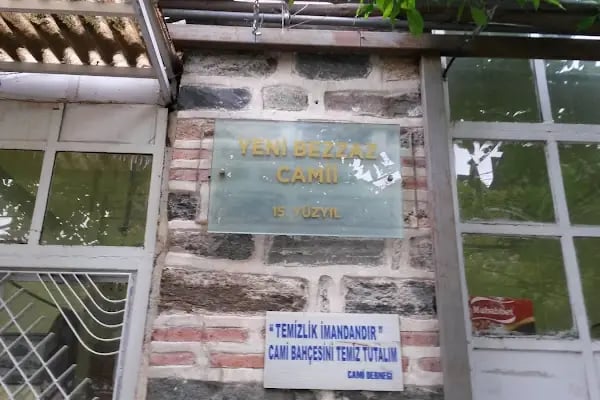 YENİ BEZZAZ
CAMİİ
15. YÜZYIL
"TEMİZLİK İMANDANDIR"
CAMİ BAHÇESİNİ TEMİZ TUTALIM
CAMİ DERNEĞİ